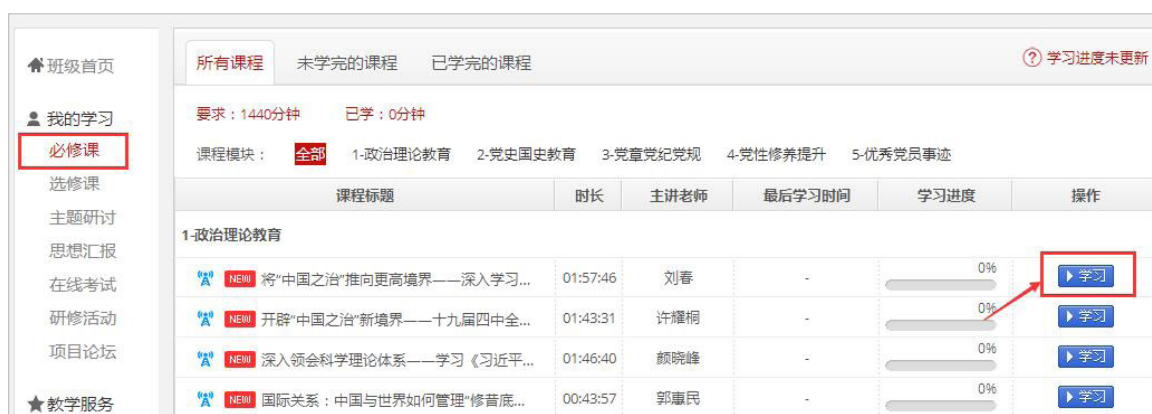 班级首页
我的学习
必修课
选修课
主题研讨
思想汇报
在线考试
研修活动
项目论坛
教学服务
所有课程 未学完的课程 已学完的课程 ? 学习进度未更新
要求：1440分钟 已学：0分钟
课程模块： 全部 1-政治理论教育 2-党史国史教育 3-党章党纪党规 4-党性修养提升 5-优秀党员事迹
课程标题 时长 主讲老师 最后学习时间 学习进度 操作
1-政治理论教育
NEW 将“中国之治”推向更高境界——深入学习... 01:57:46 刘春 - 0% 学习
NEW 开辟“中国之治”新境界——十九届四中全... 01:43:31 许耀桐 - 0% 学习
NEW 深入领会科学理论体系——学习《习近平... 01:46:40 颜晓峰 - 0% 学习
NEW 国际关系：中国与世界如何管理“修昔底... 00:43:57 郭惠民 - 0% 学习